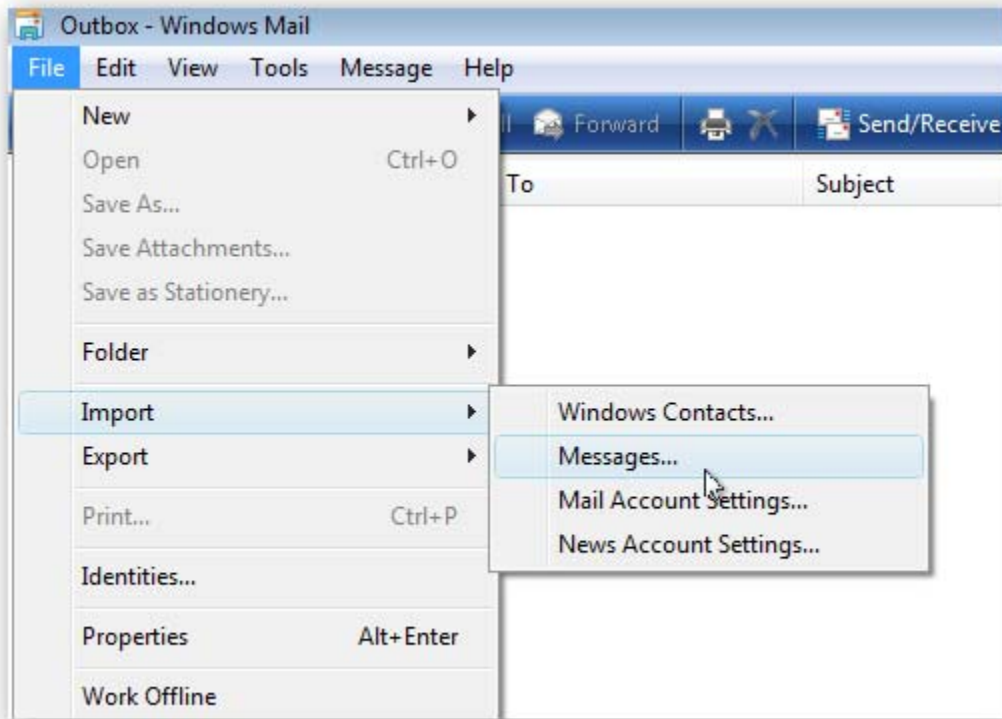 Outbox - Windows Mail
File Edit View Tools Message Help
Forward Send/Receive
To Subject
New
Open Ctrl+O
Save As...
Save Attachments...
Save as Stationery...
Folder
Import
Export
Print... Ctrl+P
Identities...
Properties Alt+Enter
Work Offline
Windows Contacts...
Messages...
Mail Account Settings...
News Account Settings...